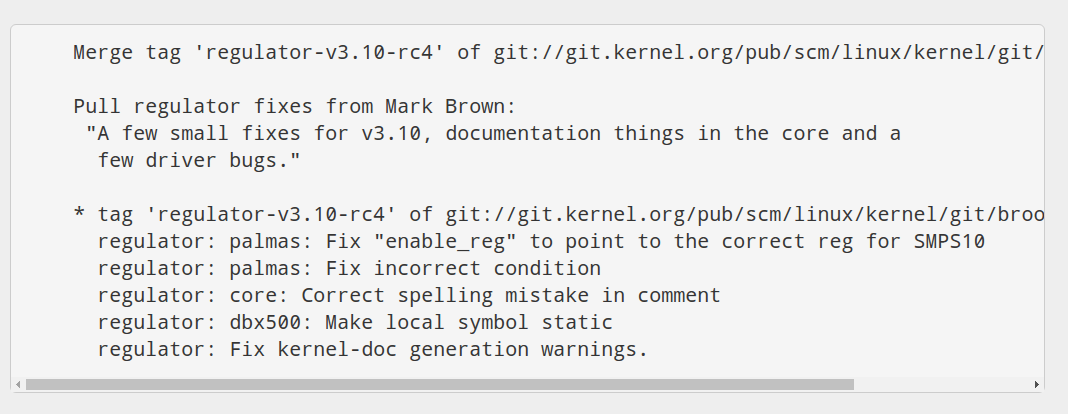 Merge tag 'regulator-v3.10-rc4' of git://git.kernel.org/pub/scm/linux/kernel/git/
Pull regulator fixes from Mark Brown:
"A few small fixes for v3.10, documentation things in the core and a
few driver bugs."
* tag 'regulator-v3.10-rc4' of git://git.kernel.org/pub/scm/linux/kernel/git/broo
regulator: palmas: Fix "enable_reg" to point to the correct reg for SMPS10
regulator: palmas: Fix incorrect condition
regulator: core: Correct spelling mistake in comment
regulator: dbx500: Make local symbol static
regulator: Fix kernel-doc generation warnings.